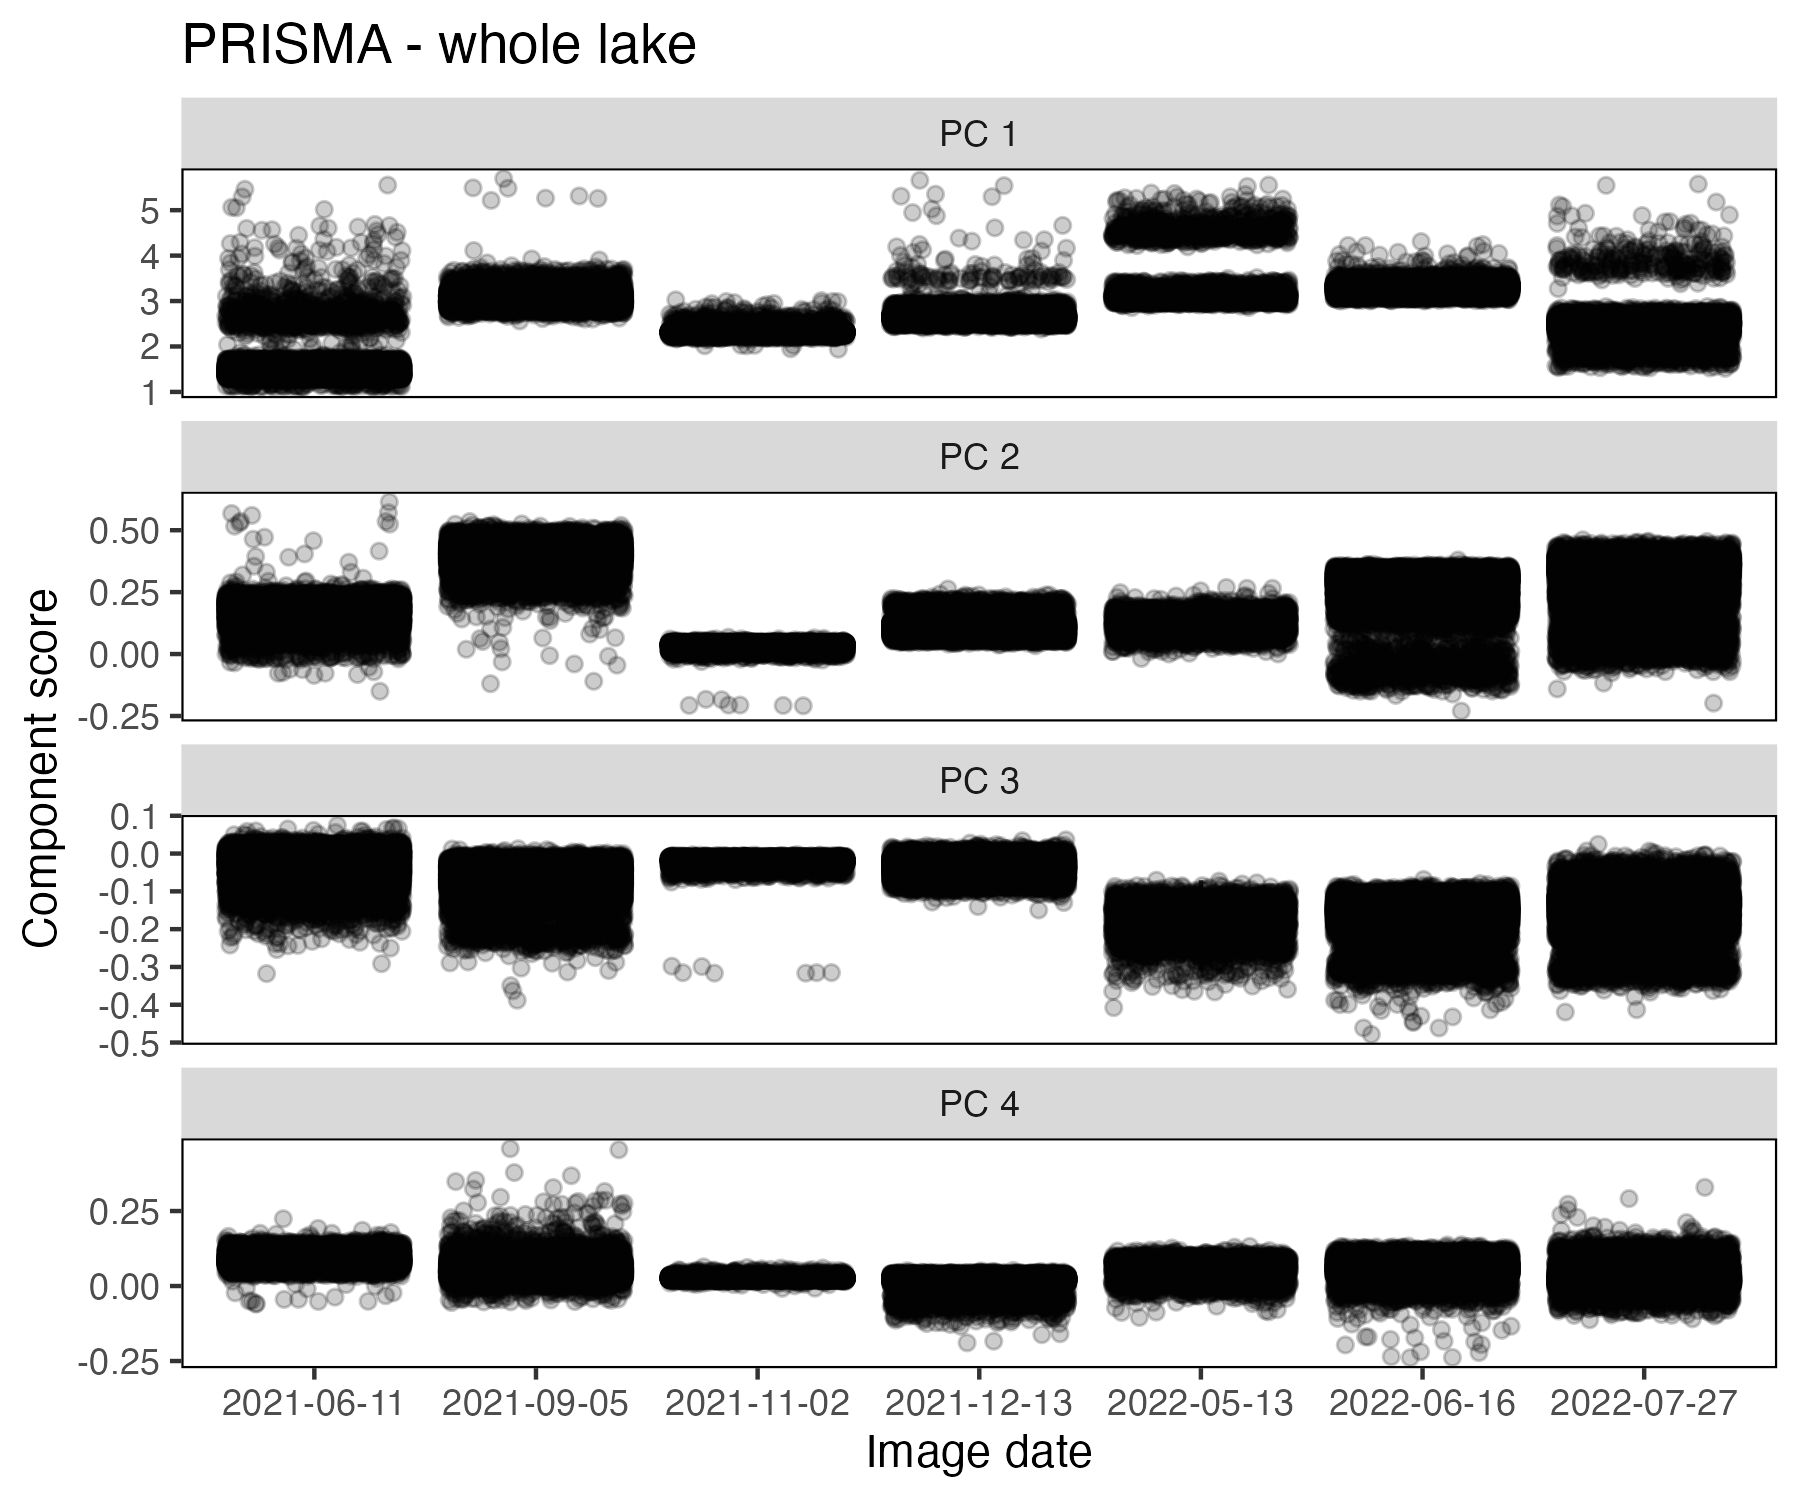 PRISMA - whole lake
PC 1
5
4
3
2
1
PC 2
0.50
0.25
0.00
-0.25
PC 3
0.1
0.0
-0.1
-0.2
-0.3
-0.4
-0.5
PC 4
0.25
0.00
-0.25
Component score
2021-06-11 2021-09-05 2021-11-02 2021-12-13 2022-05-13 2022-06-16 2022-07-27
Image date